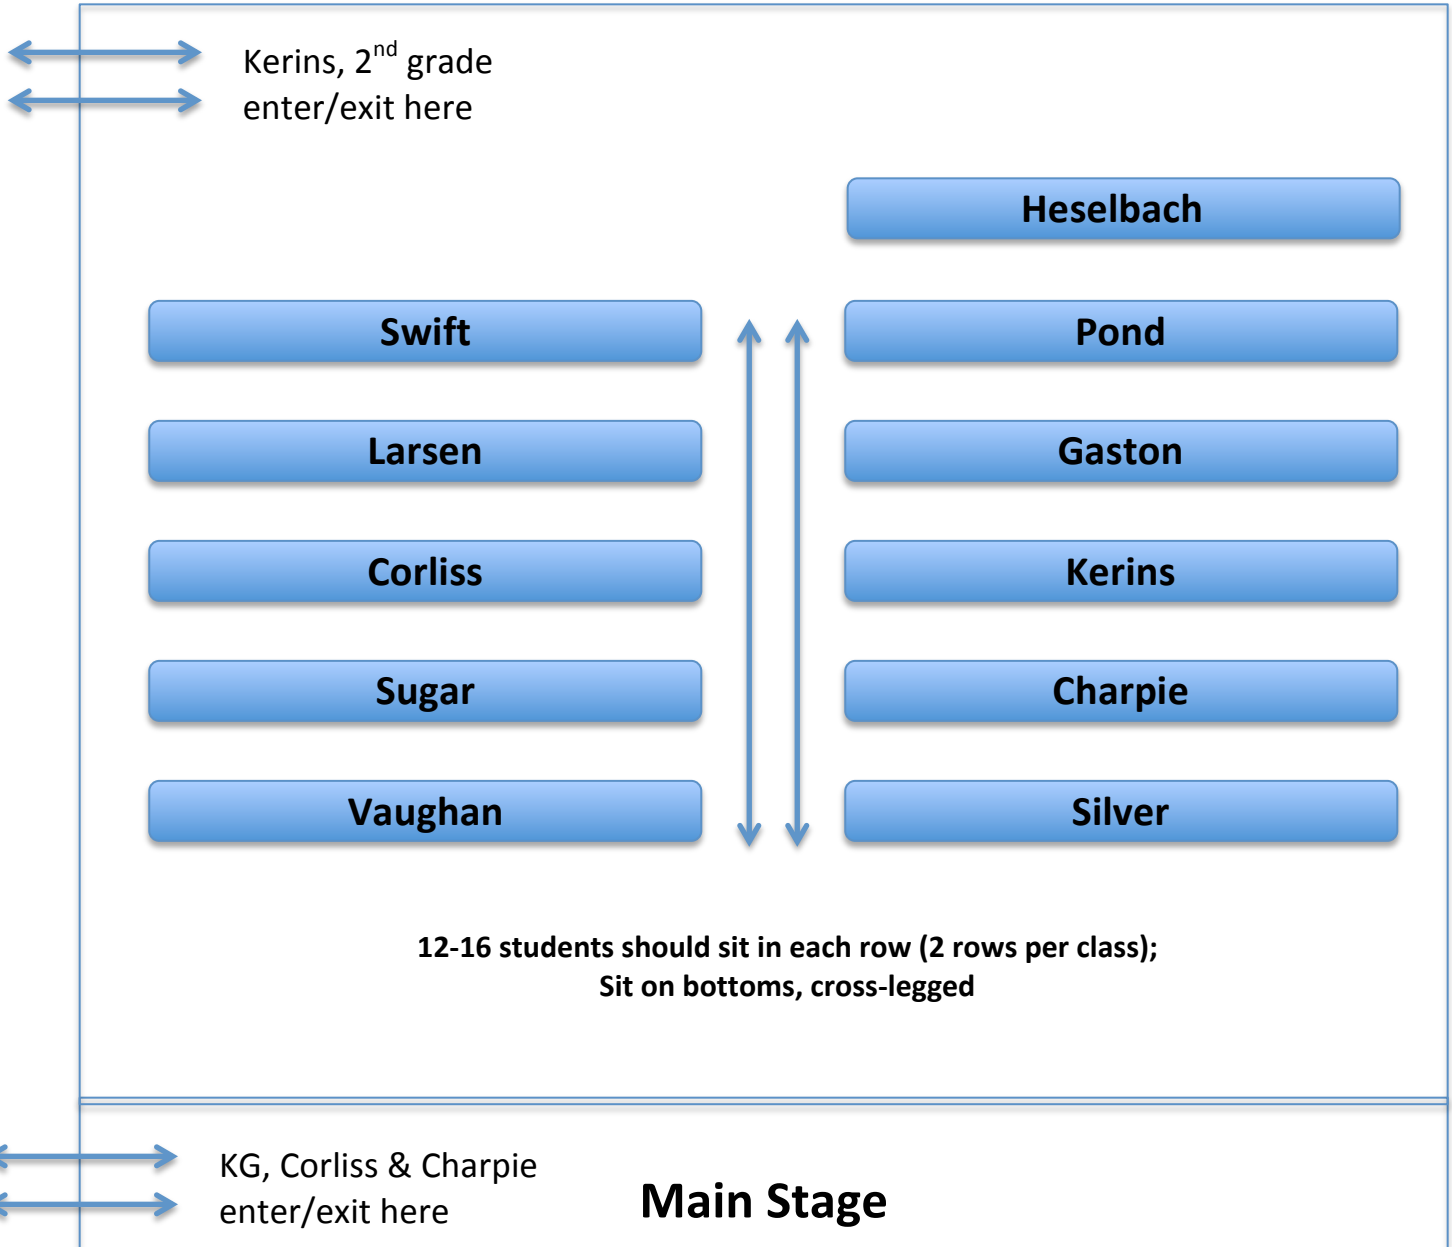 Kerins, 2nd grade
enter/exit here
Heselbach
Swift
Pond
Larsen
Gaston
Corliss
Kerins
Sugar
Charpie
Vaughan
Silver
12-16 students should sit in each row (2 rows per class);
Sit on bottoms, cross-legged
KG, Corliss & Charpie
enter/exit here
Main Stage